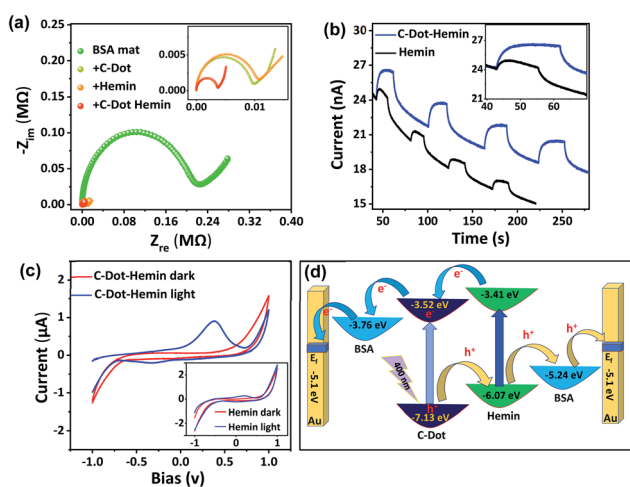 (a)
BSA mat
+C-Dot
+Hemin
+C-Dot Hemin
-Z_im (MΩ)
0.20
0.15
0.10
0.05
0.00
0.00 0.08 0.16 0.24 0.32 0.40
Z_re (MΩ)
0.005
0.000
0.00 0.01
(b)
C-Dot-Hemin
Hemin
Current (nA)
30
27
24
21
18
15
50 100 150 200 250
Time (s)
27
24
21
40 50 60 70
(c)
C-Dot-Hemin dark
C-Dot-Hemin light
Current (µA)
2
1
0
-1
-2
-1.0 -0.5 0.0 0.5 1.0
Bias (v)
2
0
-2
-1 0 1
Hemin dark
Hemin light
(d)
e⁻ e⁻ e⁻
-3.52 eV
e⁻
-3.41 eV
-3.76 eV
BSA
E_f -5.1 eV
Au
400 nm
h⁺ h⁺ h⁺
h⁺
-7.13 eV
C-Dot
-6.07 eV
Hemin
-5.24 eV
BSA
E_f -5.1 eV
Au